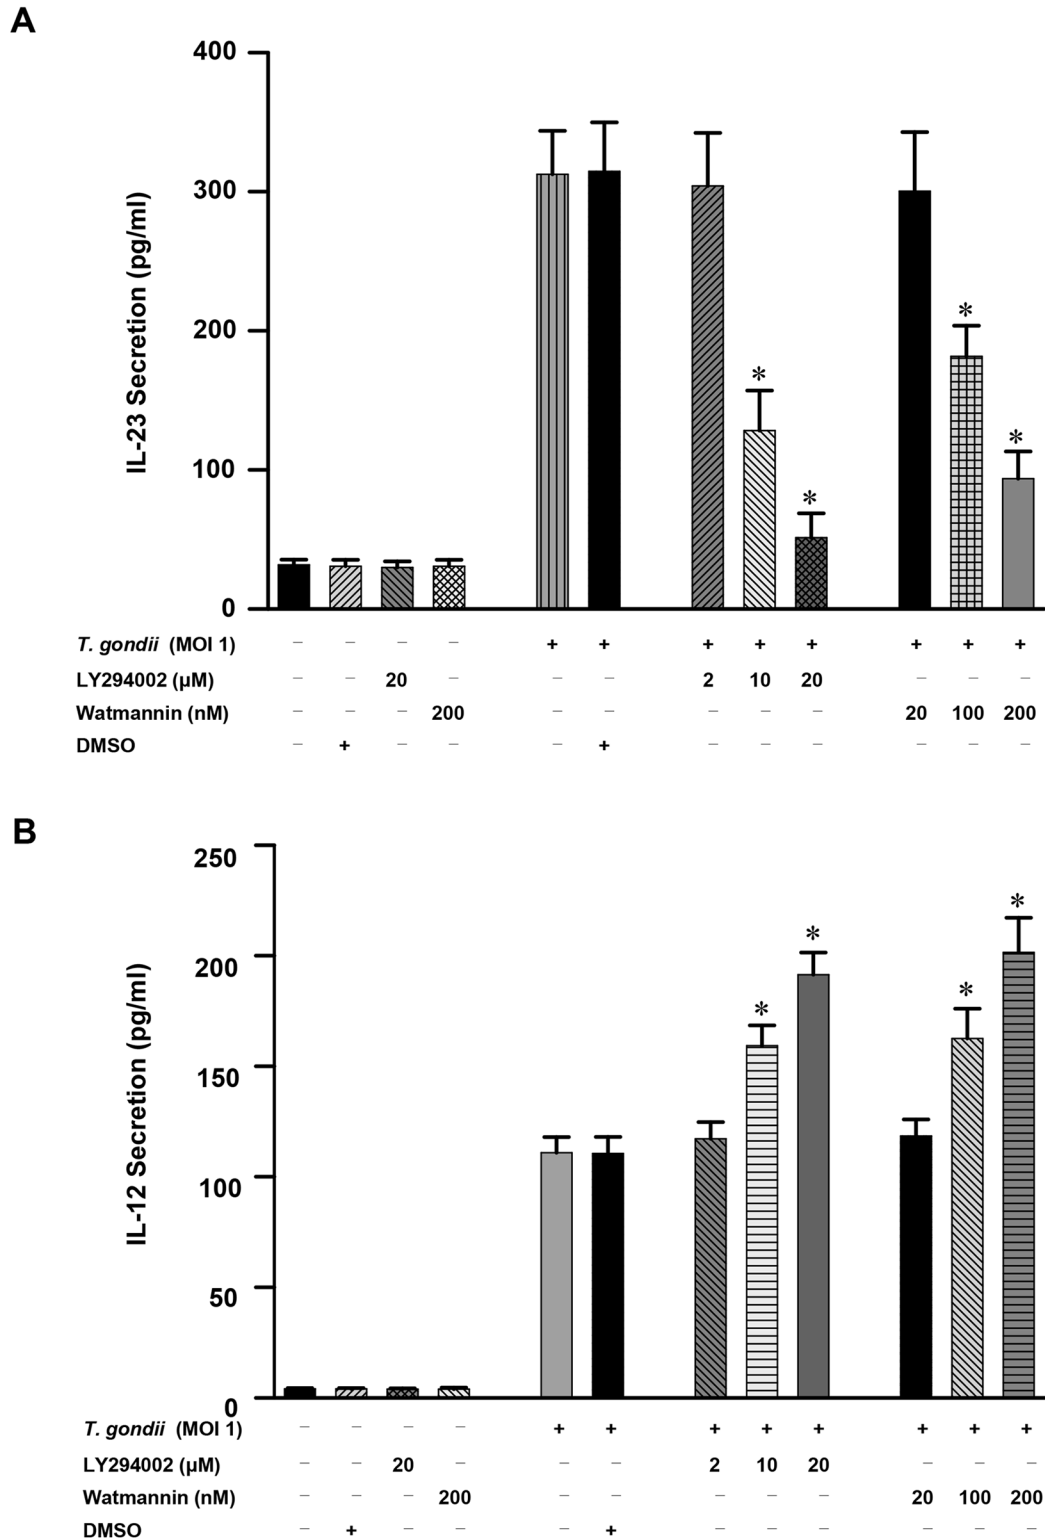 A
400
300
200
100
0
IL-23 Secretion (pg/ml)
* * * *
T. gondii (MOI 1) – – – – + + + + + + + +
LY294002 (µM) – – 20 – – – 2 10 20 – – –
Watmannin (nM) – – – 200 – – – – – 20 100 200
DMSO – + – – – + – – – – – –
B
250
200
150
100
50
0
IL-12 Secretion (pg/ml)
* * * *
T. gondii (MOI 1) – – – – + + + + + + + +
LY294002 (µM) – – 20 – – – 2 10 20 – – –
Watmannin (nM) – – – 200 – – – – – 20 100 200
DMSO – + – – – + – – – – – –